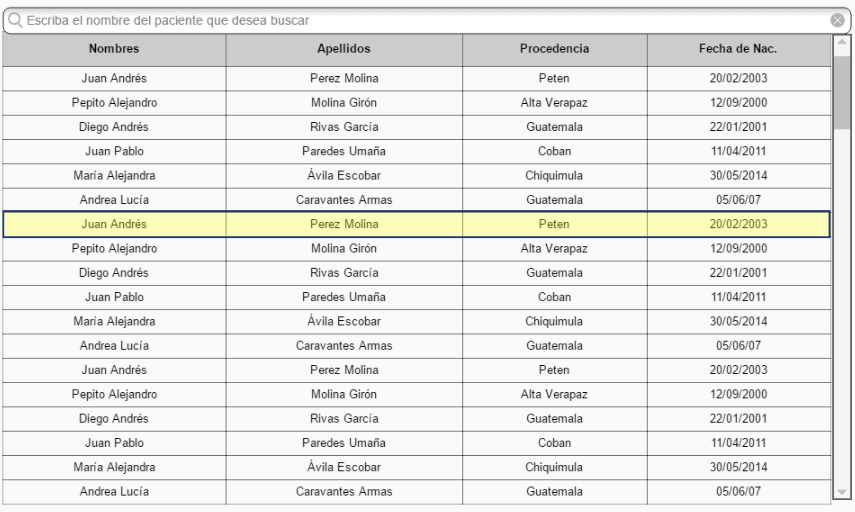 Escriba el nombre del paciente que desea buscar
Nombres Apellidos Procedencia Fecha de Nac.
Juan Andrés Perez Molina Peten 20/02/2003
Pepito Alejandro Molina Girón Alta Verapaz 12/09/2000
Diego Andrés Rivas García Guatemala 22/01/2001
Juan Pablo Paredes Umaña Coban 11/04/2011
María Alejandra Ávila Escobar Chiquimula 30/05/2014
Andrea Lucía Caravantes Armas Guatemala 05/06/07
Juan Andrés Perez Molina Peten 20/02/2003
Pepito Alejandro Molina Girón Alta Verapaz 12/09/2000
Diego Andrés Rivas García Guatemala 22/01/2001
Juan Pablo Paredes Umaña Coban 11/04/2011
María Alejandra Ávila Escobar Chiquimula 30/05/2014
Andrea Lucía Caravantes Armas Guatemala 05/06/07
Juan Andrés Perez Molina Peten 20/02/2003
Pepito Alejandro Molina Girón Alta Verapaz 12/09/2000
Diego Andrés Rivas García Guatemala 22/01/2001
Juan Pablo Paredes Umaña Coban 11/04/2011
María Alejandra Ávila Escobar Chiquimula 30/05/2014
Andrea Lucía Caravantes Armas Guatemala 05/06/07